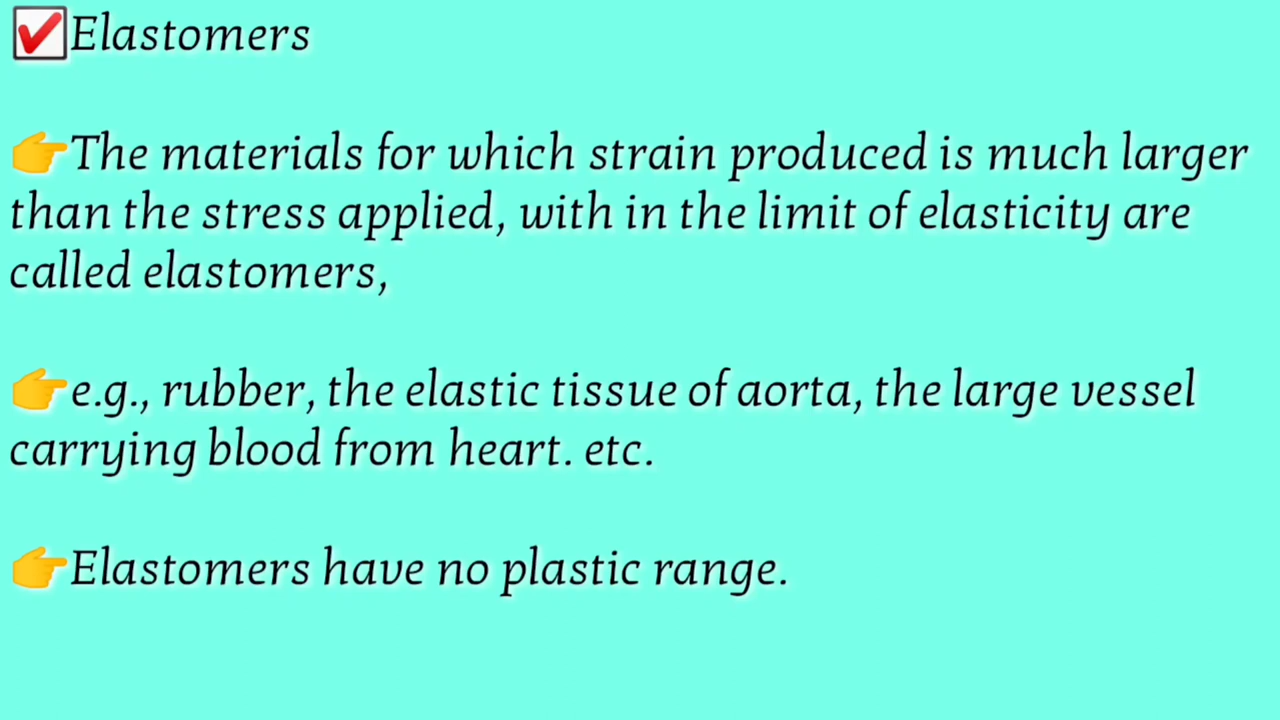 ☑Elastomers
👉The materials for which strain produced is much larger
than the stress applied, with in the limit of elasticity are
called elastomers,
👉e.g., rubber, the elastic tissue of aorta, the large vessel
carrying blood from heart. etc.
👉Elastomers have no plastic range.